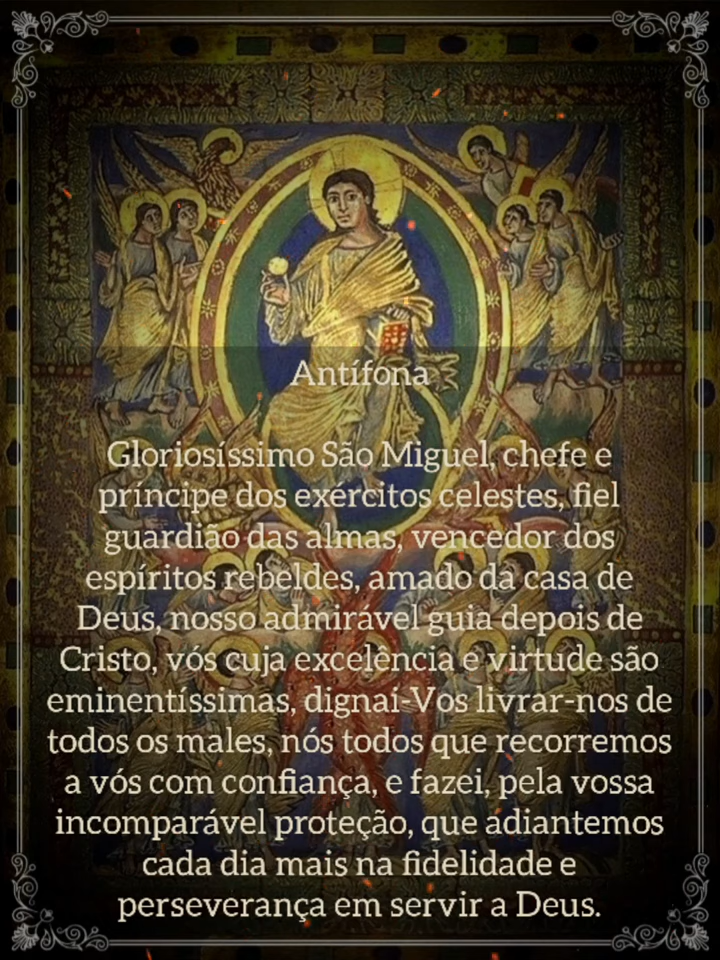 Antífona
Gloriosíssimo São Miguel, chefe e
príncipe dos exércitos celestes, fiel
guardião das almas, vencedor dos
espíritos rebeldes, amado da casa de
Deus, nosso admirável guia depois de
Cristo, vós cuja excelência e virtude são
eminentíssimas, dignaí-Vos livrar-nos de
todos os males, nós todos que recorremos
a vós com confiança, e fazei, pela vossa
incomparável proteção, que adiantemos
cada dia mais na fidelidade e
perseverança em servir a Deus.